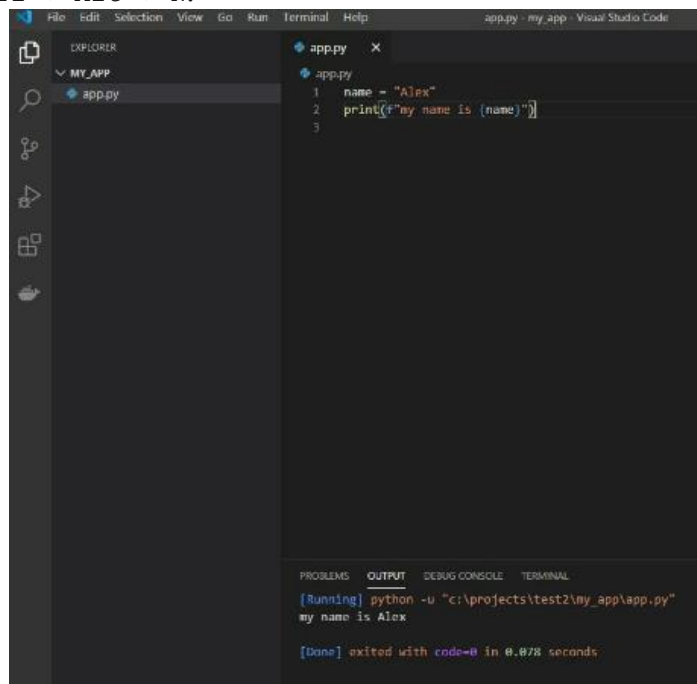 File Edit Selection View Go Run Terminal Help app.py - my_app - Visual Studio Code
EXPLORER
MY_APP
app.py
app.py
app.py
1 name = "Alex"
2 print(f"my name is {name}")
3
PROBLEMS OUTPUT DEBUG CONSOLE TERMINAL
[Running] python -u "c:\projects\test2\my_app\app.py"
my name is Alex
[Done] exited with code=0 in 0.078 seconds